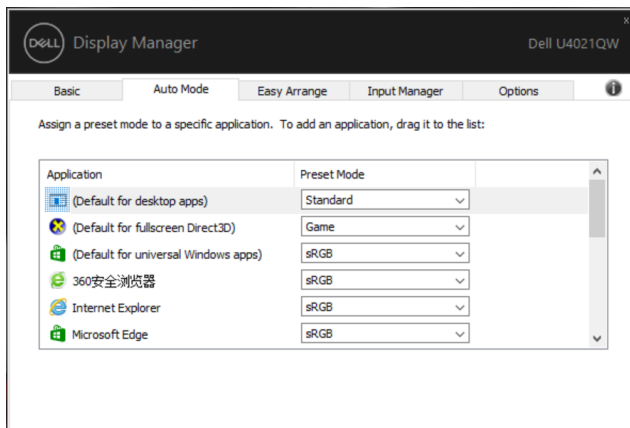 DELL Display Manager Dell U4021QW
x
Basic Auto Mode Easy Arrange Input Manager Options i
Assign a preset mode to a specific application. To add an application, drag it to the list:
Application Preset Mode
(Default for desktop apps) Standard
(Default for fullscreen Direct3D) Game
(Default for universal Windows apps) sRGB
360安全浏览器 sRGB
Internet Explorer sRGB
Microsoft Edge sRGB